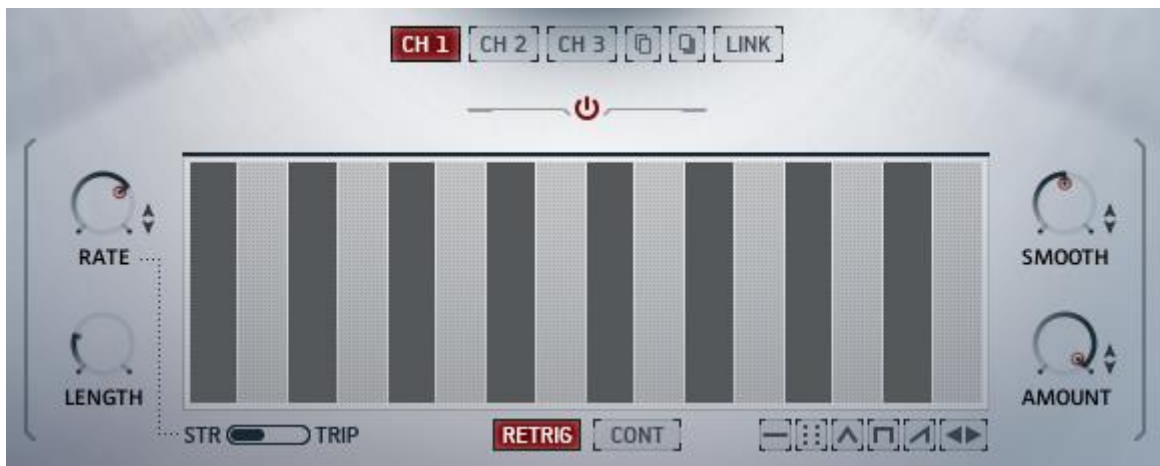 CH 1 CH 2 CH 3 LINK
RATE SMOOTH
LENGTH AMOUNT
STR TRIP RETRIG CONT